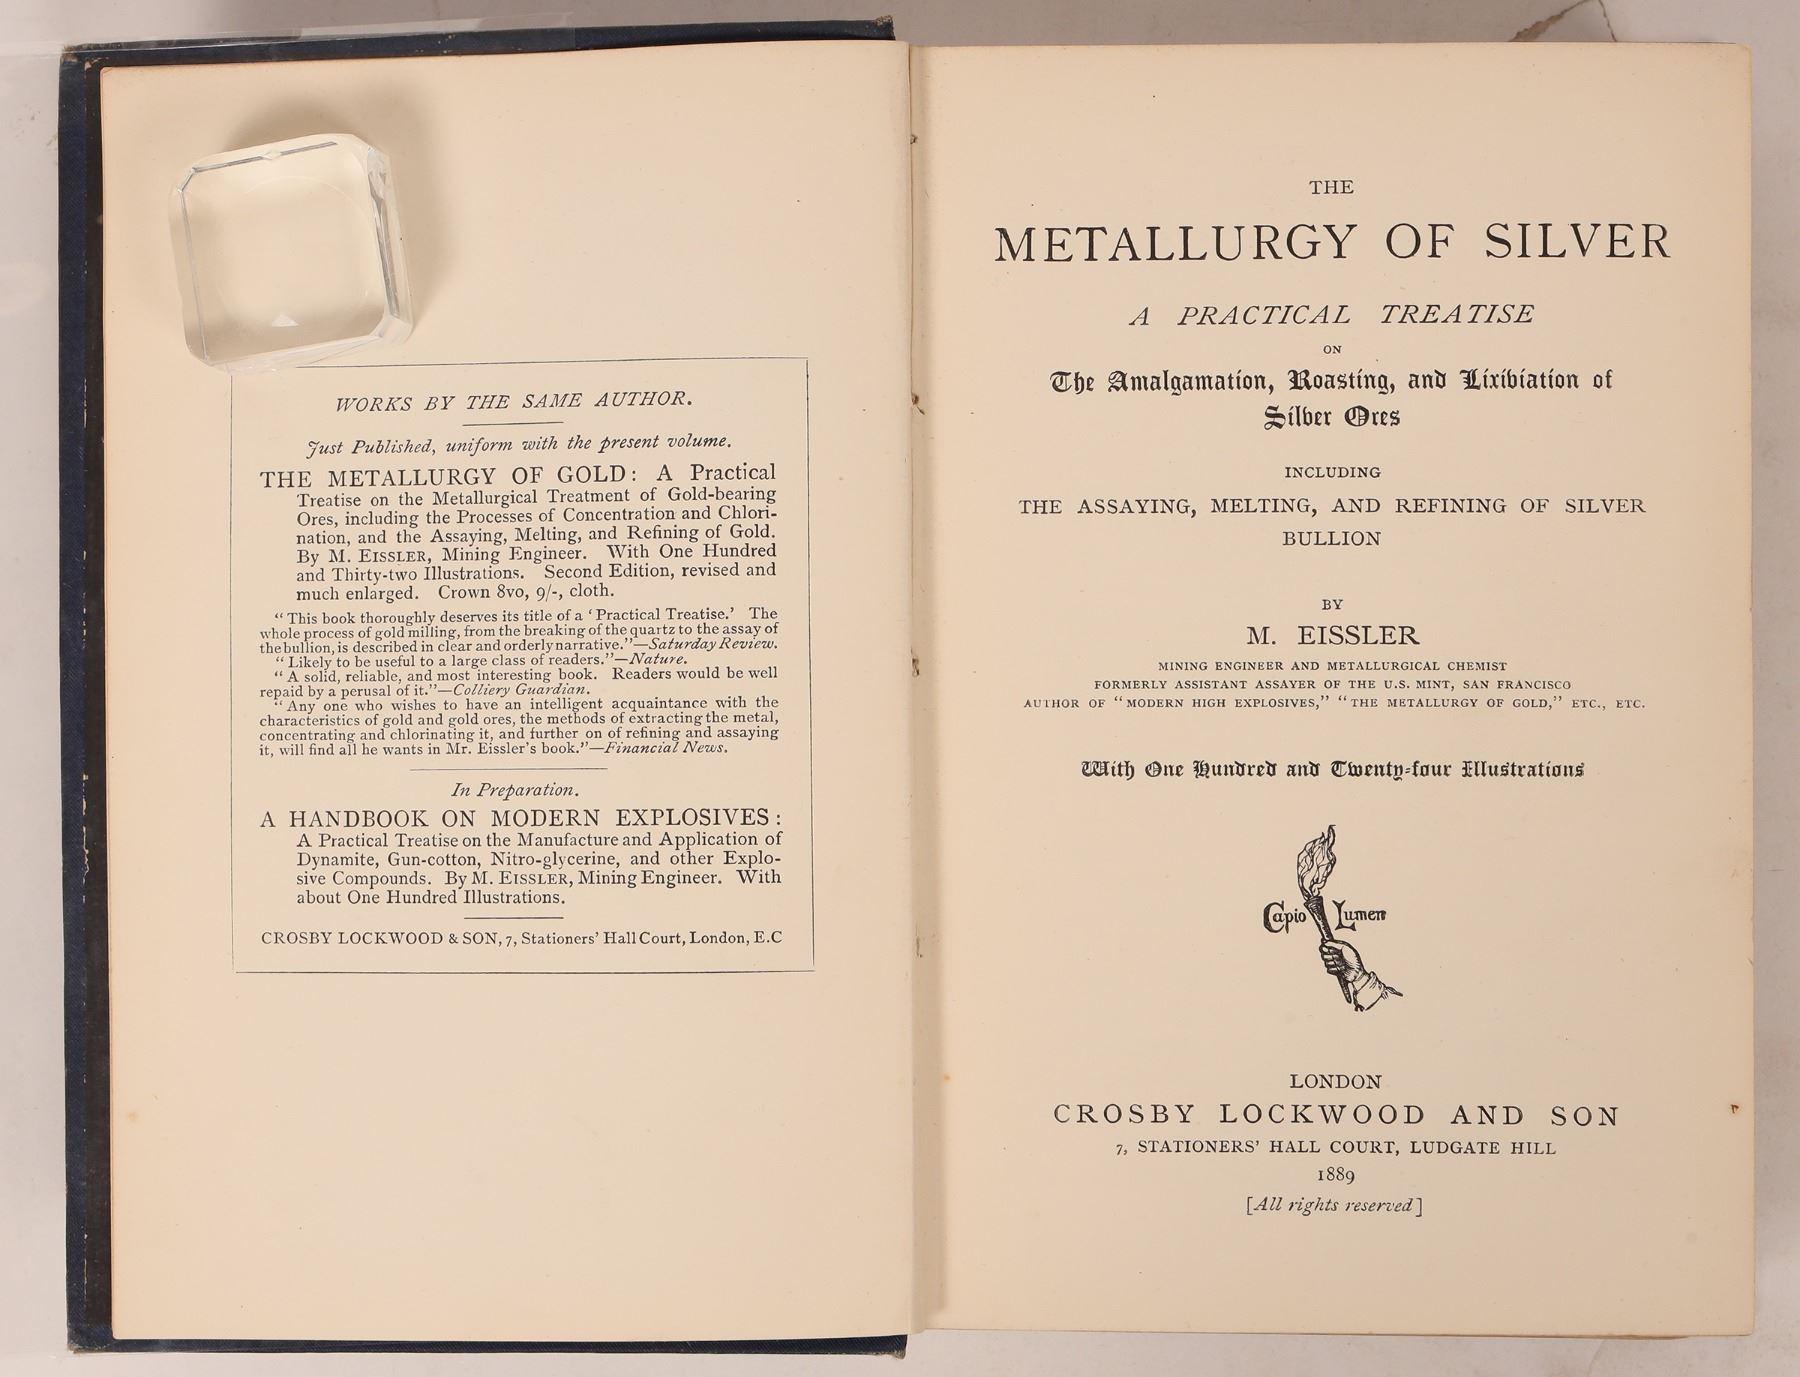 WORKS BY THE SAME AUTHOR.
Just Published, uniform with the present volume.
THE METALLURGY OF GOLD: A Practical
Treatise on the Metallurgical Treatment of Gold-bearing
Ores, including the Processes of Concentration and Chlori-
nation, and the Assaying, Melting, and Refining of Gold.
By M. EISSLER, Mining Engineer. With One Hundred
and Thirty-two Illustrations. Second Edition, revised and
much enlarged. Crown 8vo, 9/-, cloth.
“This book thoroughly deserves its title of a ‘Practical Treatise.’ The
whole process of gold milling, from the breaking of the quartz to the assay of
the bullion, is described in clear and orderly narrative.”—Saturday Review.
“Likely to be useful to a large class of readers.”—Nature.
“A solid, reliable, and most interesting book. Readers would be well
repaid by a perusal of it.”—Colliery Guardian.
“Any one who wishes to have an intelligent acquaintance with the
characteristics of gold and gold ores, the methods of extracting the metal,
concentrating and chlorinating it, and further on of refining and assaying
it, will find all he wants in Mr. Eissler’s book.”—Financial News.
In Preparation.
A HANDBOOK ON MODERN EXPLOSIVES:
A Practical Treatise on the Manufacture and Application of
Dynamite, Gun-cotton, Nitro-glycerine, and other Explo-
sive Compounds. By M. EISSLER, Mining Engineer. With
about One Hundred Illustrations.
CROSBY LOCKWOOD & SON, 7, Stationers’ Hall Court, London, E.C
THE
METALLURGY OF SILVER
A PRACTICAL TREATISE
ON
The Amalgamation, Roasting, and Lixiviation of
Silver Ores
INCLUDING
THE ASSAYING, MELTING, AND REFINING OF SILVER
BULLION
BY
M. EISSLER
MINING ENGINEER AND METALLURGICAL CHEMIST
FORMERLY ASSISTANT ASSAYER OF THE U.S. MINT, SAN FRANCISCO
AUTHOR OF “MODERN HIGH EXPLOSIVES,” “THE METALLURGY OF GOLD,” ETC., ETC.
With One Hundred and Twenty-four Illustrations
Capio Lumen
LONDON
CROSBY LOCKWOOD AND SON
7, STATIONERS’ HALL COURT, LUDGATE HILL
1889
[All rights reserved]